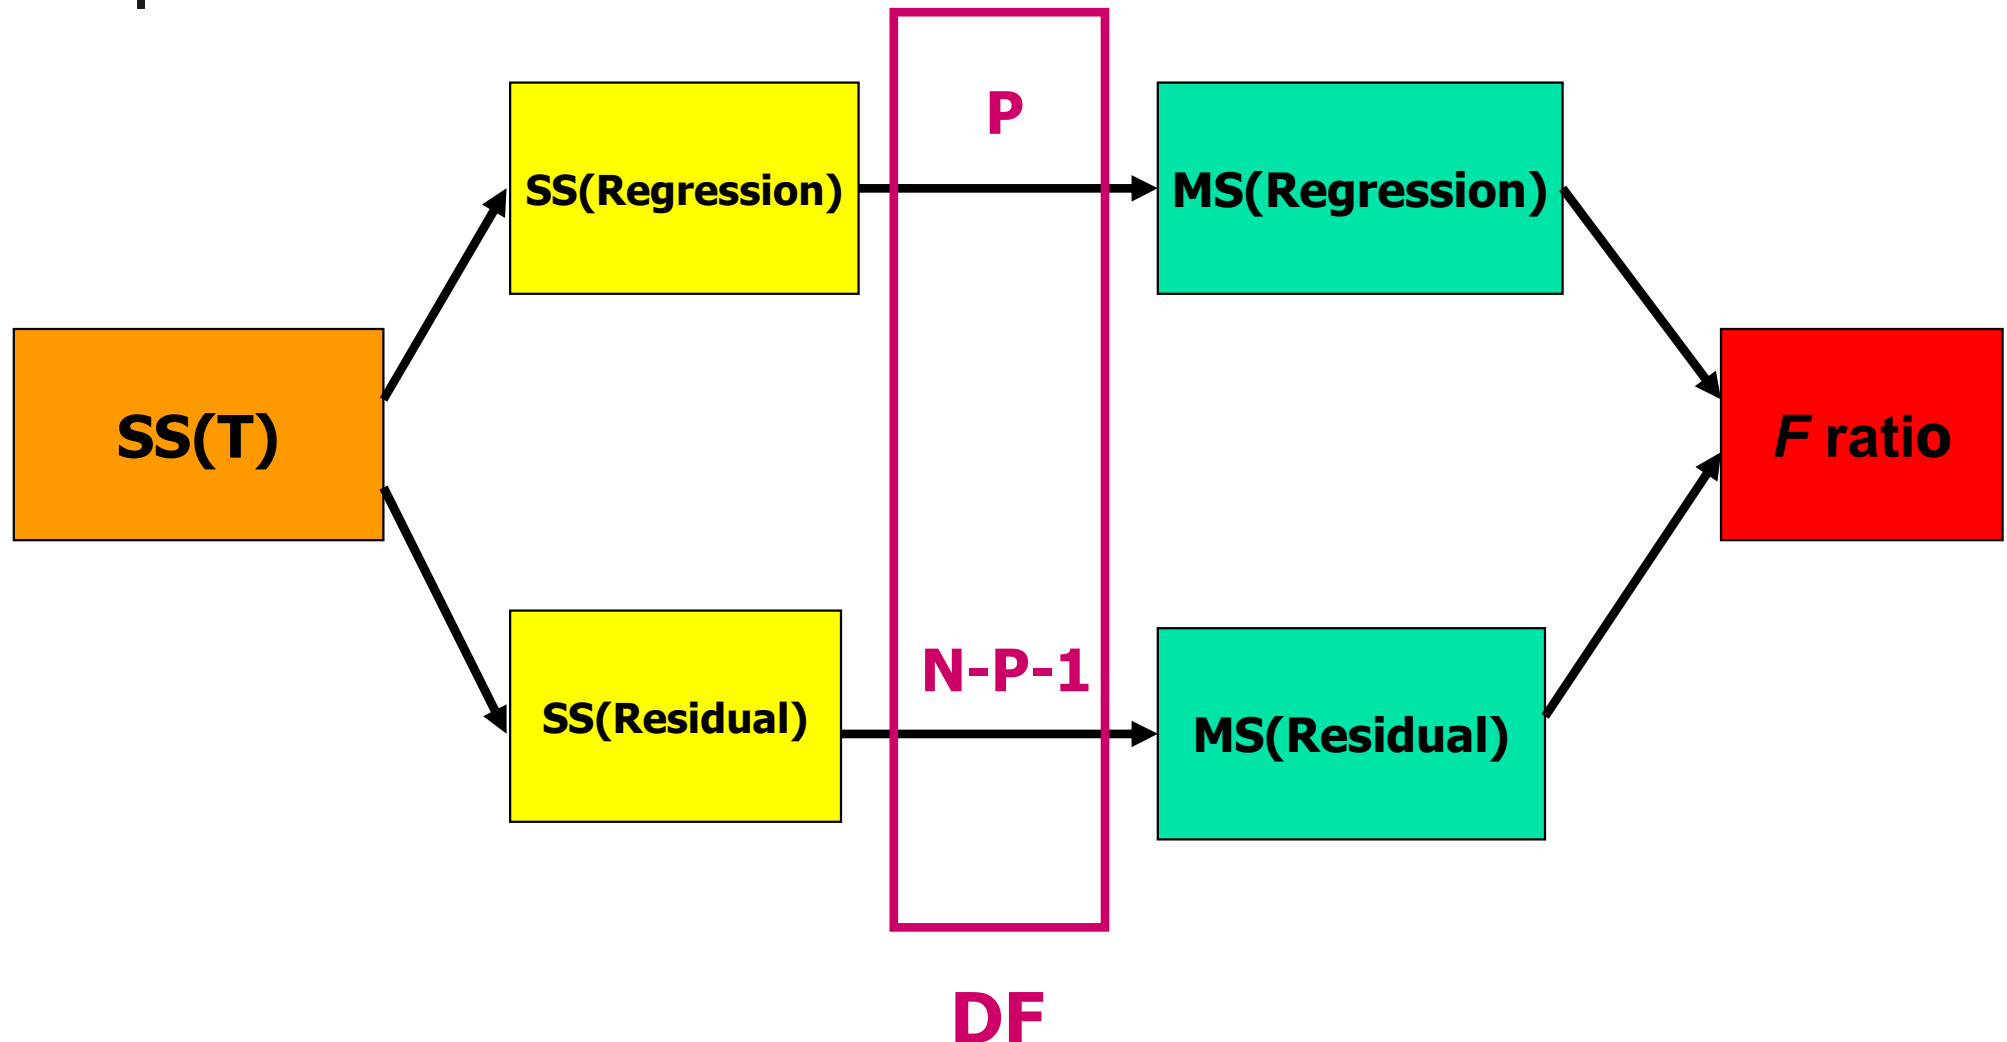 P
SS(Regression)
MS(Regression)
SS(T)
F ratio
N-P-1
SS(Residual)
MS(Residual)
DF